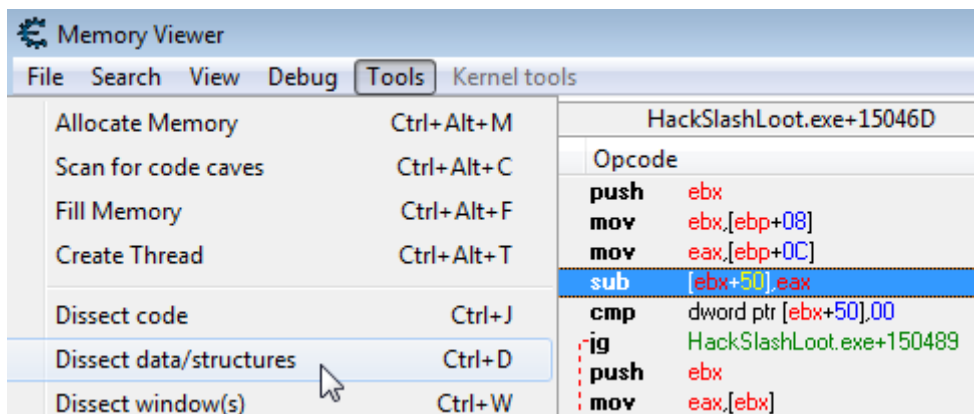 Memory Viewer
File Search View Debug Tools Kernel tools
Allocate Memory Ctrl+Alt+M
Scan for code caves Ctrl+Alt+C
Fill Memory Ctrl+Alt+F
Create Thread Ctrl+Alt+T
Dissect code Ctrl+J
Dissect data/structures Ctrl+D
Dissect window(s) Ctrl+W
HackSlashLoot.exe+15046D
Opcode
push ebx
mov ebx,[ebp+08]
mov eax,[ebp+0C]
sub [ebx+50],eax
cmp dword ptr [ebx+50],00
jg HackSlashLoot.exe+150489
push ebx
mov eax,[ebx]